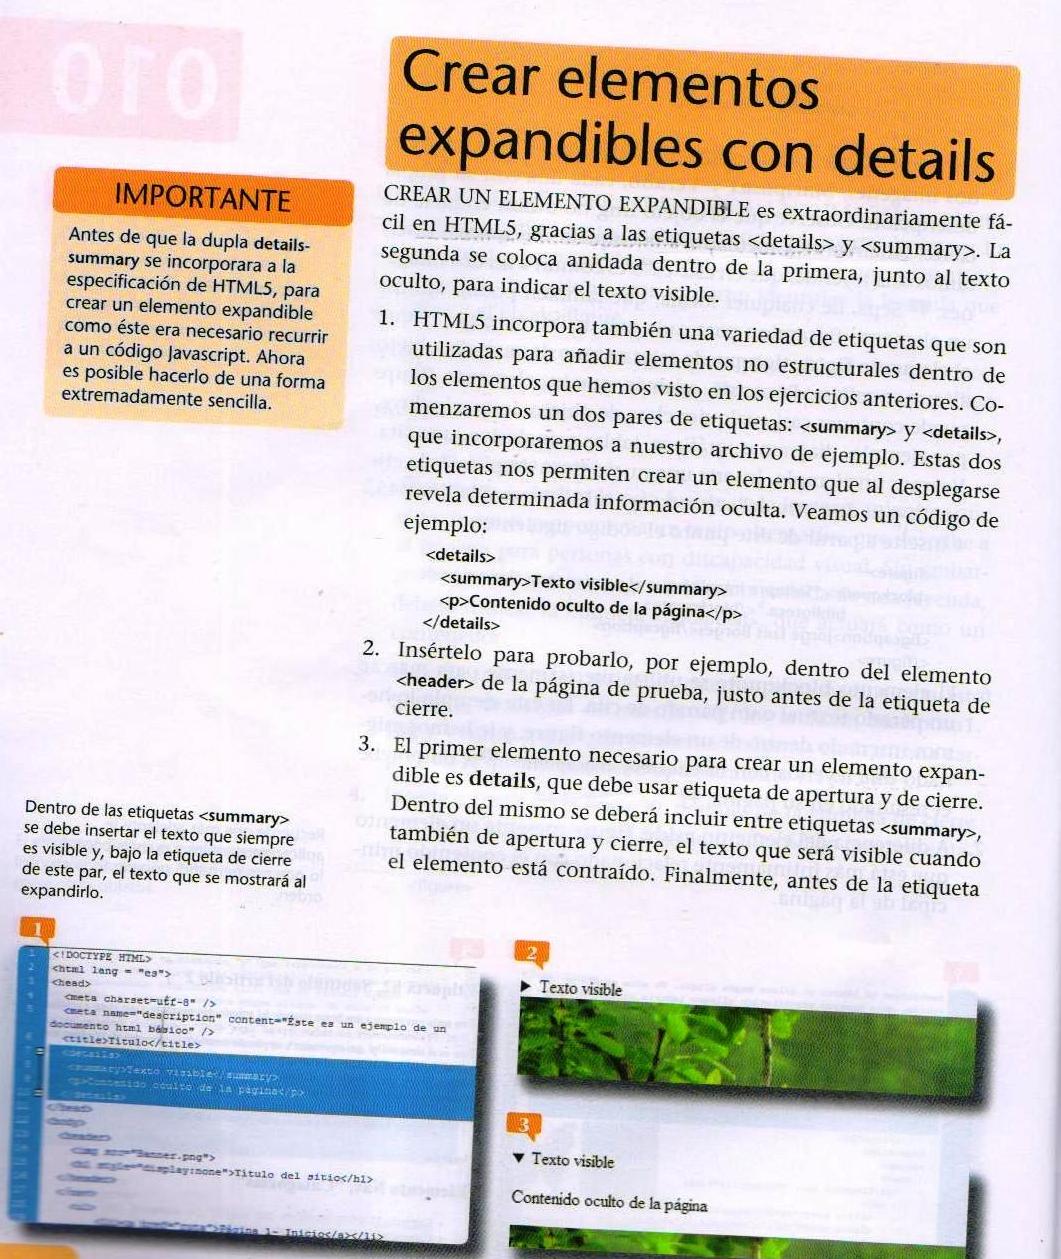 010
Crear elementos
expandibles con details
IMPORTANTE
Antes de que la dupla details-
summary se incorporara a la
especificación de HTML5, para
crear un elemento expandible
como éste era necesario recurrir
a un código Javascript. Ahora
es posible hacerlo de una forma
extremadamente sencilla.
CREAR UN ELEMENTO EXPANDIBLE es extraordinariamente fá-
cil en HTML5, gracias a las etiquetas <details> y <summary>. La
segunda se coloca anidada dentro de la primera, junto al texto
oculto, para indicar el texto visible.
1. HTML5 incorpora también una variedad de etiquetas que son
utilizadas para añadir elementos no estructurales dentro de
los elementos que hemos visto en los ejercicios anteriores. Co-
menzaremos un dos pares de etiquetas: <summary> y <details>,
que incorporaremos a nuestro archivo de ejemplo. Estas dos
etiquetas nos permiten crear un elemento que al desplegarse
revela determinada información oculta. Veamos un código de
ejemplo:
<details>
<summary>Texto visible</summary>
<p>Contenido oculto de la página</p>
</details>
2. Insértelo para probarlo, por ejemplo, dentro del elemento
<header> de la página de prueba, justo antes de la etiqueta de
cierre.
3. El primer elemento necesario para crear un elemento expan-
dible es details, que debe usar etiqueta de apertura y de cierre.
Dentro del mismo se deberá incluir entre etiquetas <summary>,
también de apertura y cierre, el texto que será visible cuando
el elemento está contraído. Finalmente, antes de la etiqueta
Dentro de las etiquetas <summary>
se debe insertar el texto que siempre
es visible y, bajo la etiqueta de cierre
de este par, el texto que se mostrará al
expandirlo.
1
<!DOCTYPE HTML>
<html lang = "es">
<head>
<meta charset=utf-8" />
<meta name="description" content="Éste es un ejemplo de un
documento html básico" />
<title>Título</title>
<details>
<summary>Texto visible</summary>
<p>Contenido oculto de la página</p>
</head>
<body>
<header>
<img src="Banner.png">
<h1 style="display:none">Título del sitio</h1>
</header>
Página 1- Inicio</a></li>
2
▶ Texto visible
3
▼ Texto visible
Contenido oculto de la página